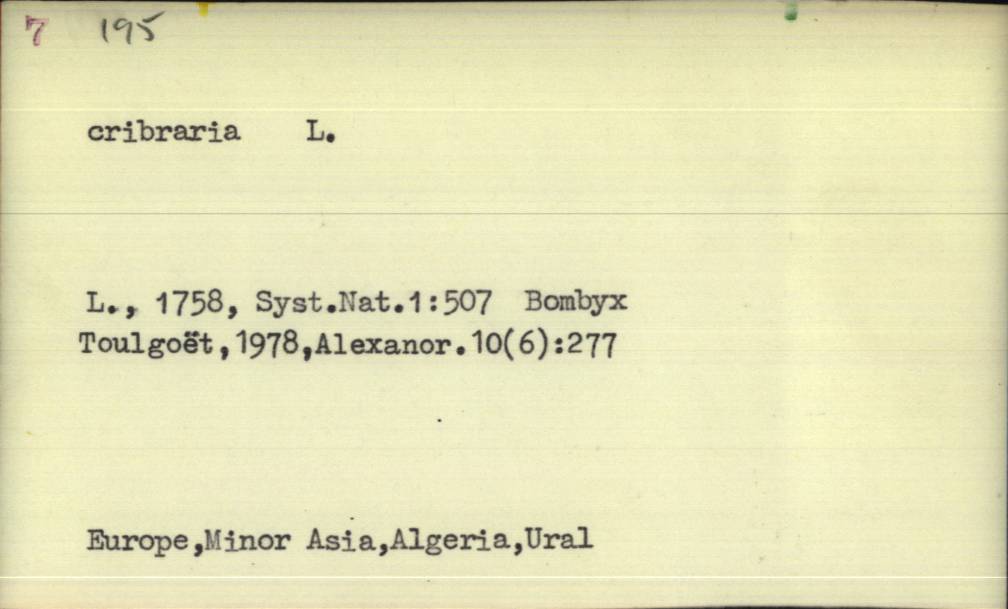 7 195
cribraria L.
L., 1758, Syst.Nat.1:507 Bombyx
Toulgoët,1978,Alexanor.10(6):277
Europe,Minor Asia,Algeria,Ural